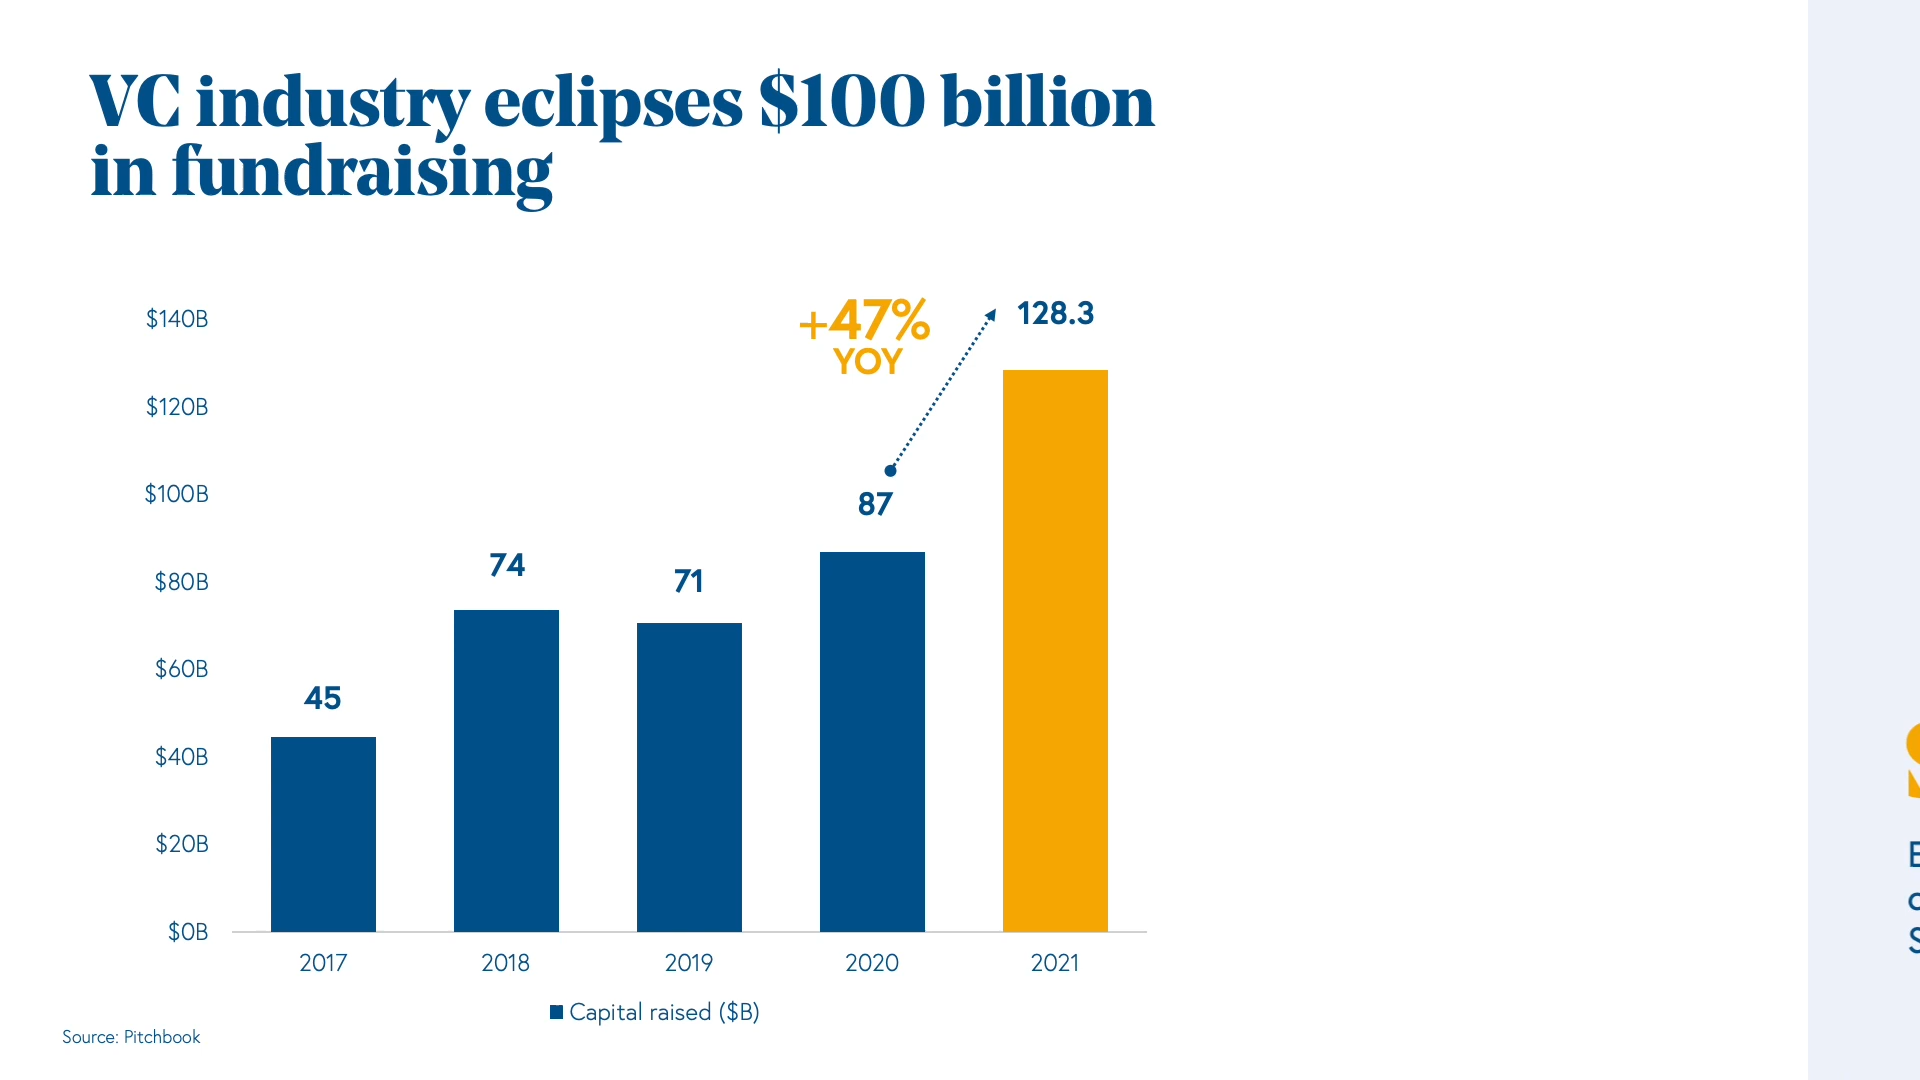 VC industry eclipses $100 billion
in fundraising
+47%
YOY
128.3
87
74
71
45
$140B
$120B
$100B
$80B
$60B
$40B
$20B
$0B
2017
2018
2019
2020
2021
Capital raised ($B)
Source: Pitchbook